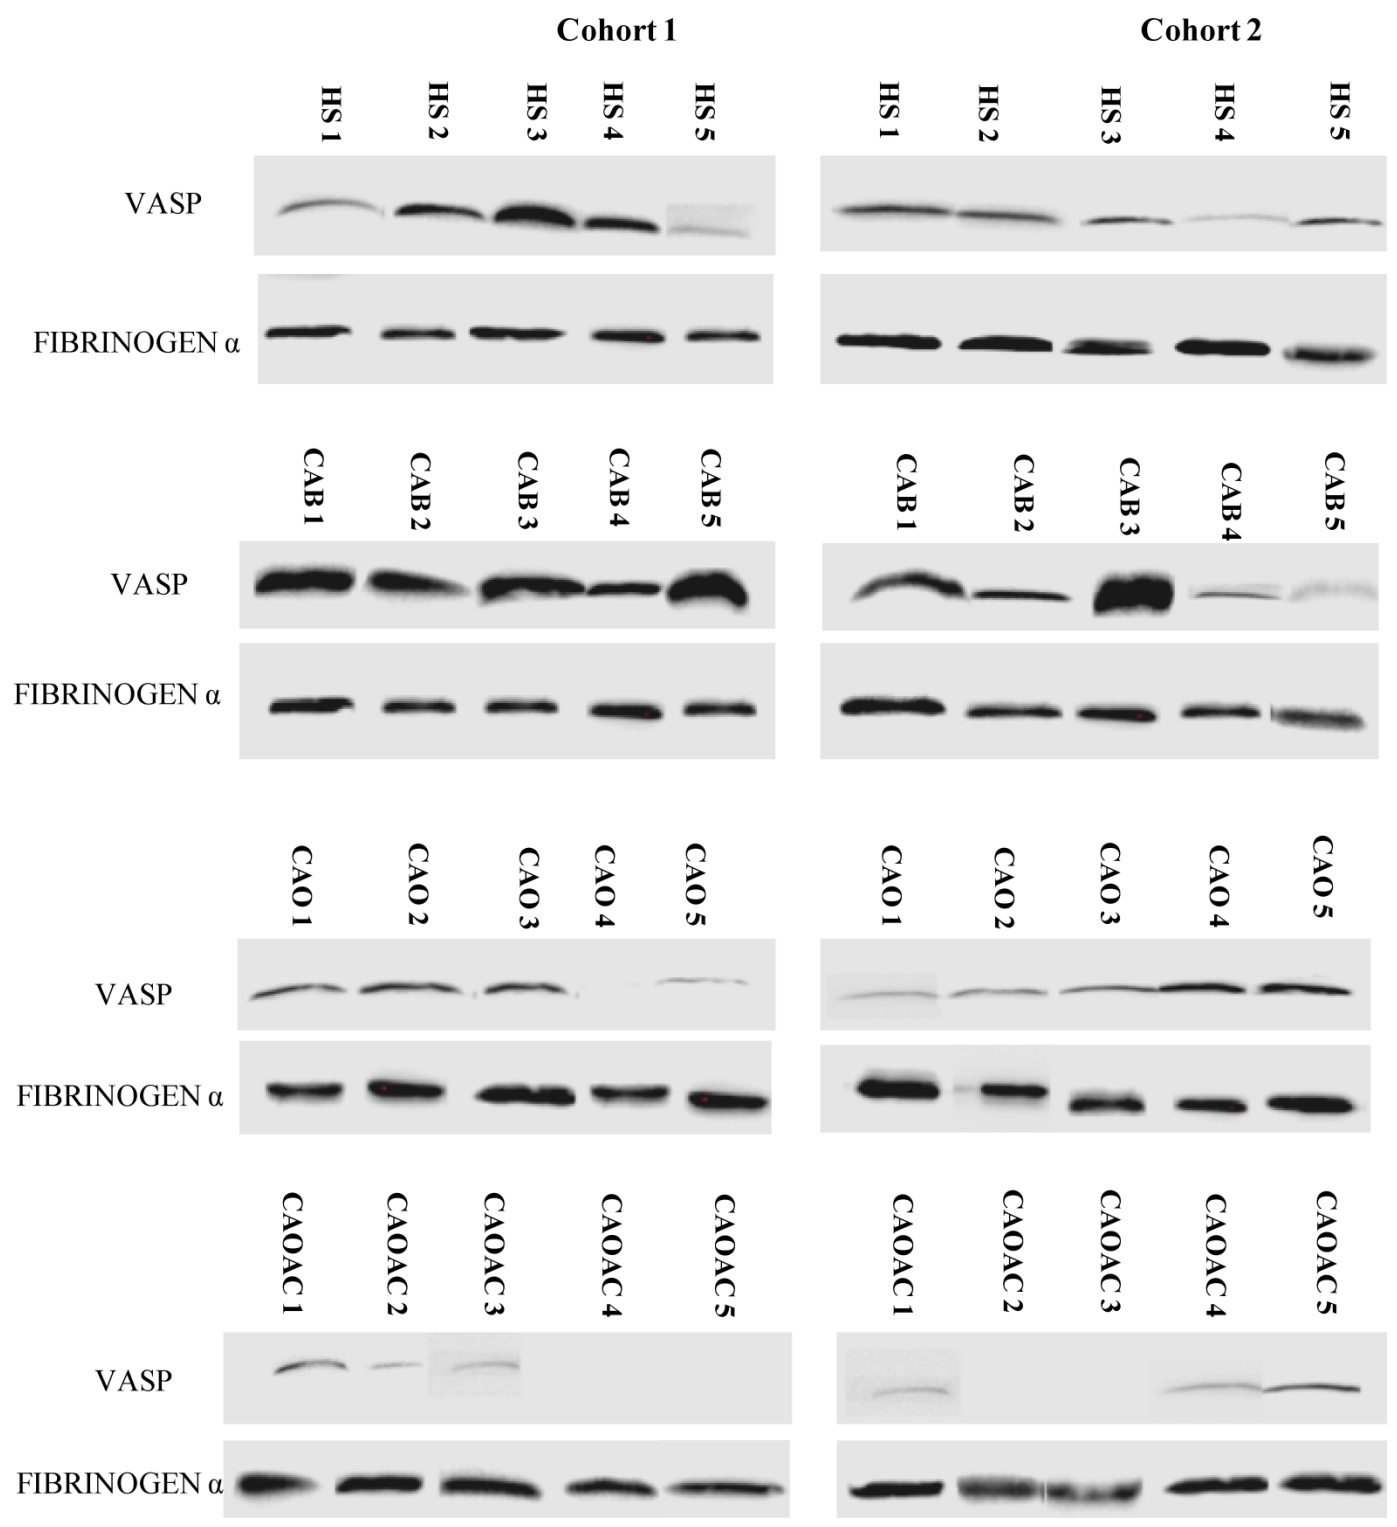 Cohort 1 Cohort 2
HS 1 HS 2 HS 3 HS 4 HS 5 HS 1 HS 2 HS 3 HS 4 HS 5
VASP
FIBRINOGEN α
CAB 1 CAB 2 CAB 3 CAB 4 CAB 5 CAB 1 CAB 2 CAB 3 CAB 4 CAB 5
VASP
FIBRINOGEN α
CAO 1 CAO 2 CAO 3 CAO 4 CAO 5 CAO 1 CAO 2 CAO 3 CAO 4 CAO 5
VASP
FIBRINOGEN α
CAOAC 1 CAOAC 2 CAOAC 3 CAOAC 4 CAOAC 5 CAOAC 1 CAOAC 2 CAOAC 3 CAOAC 4 CAOAC 5
VASP
FIBRINOGEN α